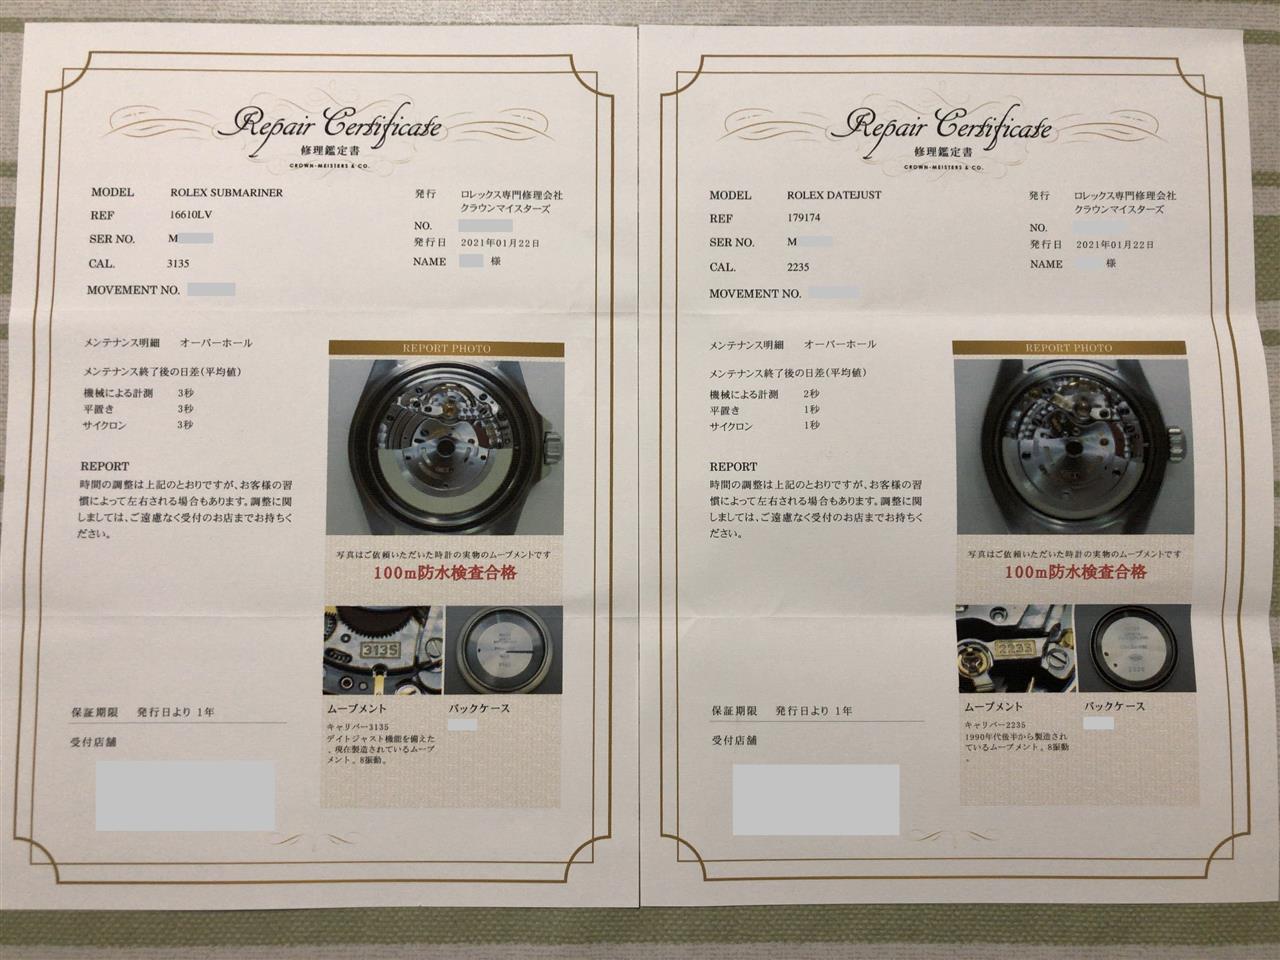 Repair Certificate
修理鑑定書
CROWN-MEISTERS & CO.
MODEL ROLEX SUBMARINER
REF 16610LV
SER NO. M
CAL. 3135
MOVEMENT NO.
発行 ロレックス専門修理会社
クラウンマイスターズ
NO.
発行日 2021年01月22日
NAME 様
メンテナンス明細 オーバーホール
メンテナンス終了後の日差(平均値)
機械による計測 3秒
平置き 3秒
サイクロン 3秒
REPORT
時間の調整は上記のとおりですが、お客様の習
慣によって左右される場合もあります。調整に関
しましては、ご遠慮なく受付のお店までお持ちく
ださい。
REPORT PHOTO
写真はご依頼いただいた時計の実物のムーブメントです
100m防水検査合格
3135
ムーブメント
キャリバー3135
デイトジャスト機能を備えた
、現在製造されているムーブ
メント。8振動。
バックケース
保証期限 発行日より 1年
受付店舗
Repair Certificate
修理鑑定書
CROWN-MEISTERS & CO.
MODEL ROLEX DATEJUST
REF 179174
SER NO. M
CAL. 2235
MOVEMENT NO.
発行 ロレックス専門修理会社
クラウンマイスターズ
NO.
発行日 2021年01月22日
NAME 様
メンテナンス明細 オーバーホール
メンテナンス終了後の日差(平均値)
機械による計測 2秒
平置き 1秒
サイクロン 1秒
REPORT
時間の調整は上記のとおりですが、お客様の習
慣によって左右される場合もあります。調整に関
しましては、ご遠慮なく受付のお店までお持ちく
ださい。
REPORT PHOTO
写真はご依頼いただいた時計の実物のムーブメントです
100m防水検査合格
2235
ムーブメント
キャリバー2235
1990年代後半から製造され
ているムーブメント。8振動
。
バックケース
保証期限 発行日より 1年
受付店舗